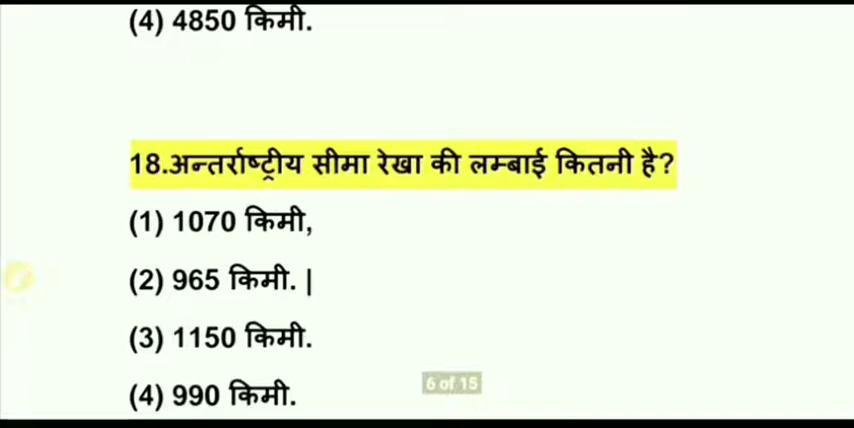 (4) 4850 किमी.
18.अन्तर्राष्ट्रीय सीमा रेखा की लम्बाई कितनी है?
(1) 1070 किमी,
(2) 965 किमी. |
(3) 1150 किमी.
(4) 990 किमी.
6 of 15